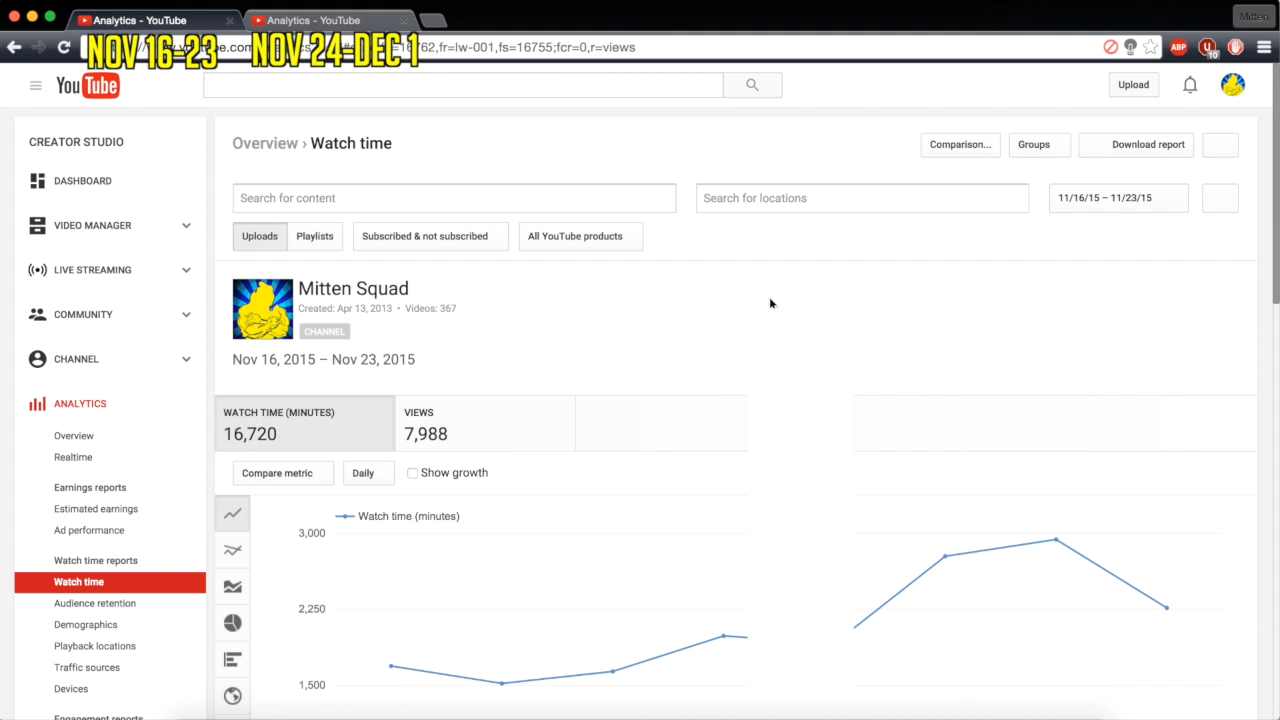 Analytics - YouTube
Analytics - YouTube
Mitten
NOV 16-23
NOV 24-DEC 1
762,fr=lw-001,fs=16755;fcr=0,r=views
ABP
10
YouTube
Upload
CREATOR STUDIO
DASHBOARD
VIDEO MANAGER
LIVE STREAMING
COMMUNITY
CHANNEL
ANALYTICS
Overview
Realtime
Earnings reports
Estimated earnings
Ad performance
Watch time reports
Watch time
Audience retention
Demographics
Playback locations
Traffic sources
Devices
Engagement reports
Overview › Watch time
Comparison...
Groups
Download report
Search for content
Search for locations
11/16/15 – 11/23/15
Uploads
Playlists
Subscribed & not subscribed
All YouTube products
Mitten Squad
Created: Apr 13, 2013 • Videos: 367
CHANNEL
Nov 16, 2015 – Nov 23, 2015
WATCH TIME (MINUTES)
16,720
VIEWS
7,988
Compare metric
Daily
Show growth
Watch time (minutes)
3,000
2,250
1,500